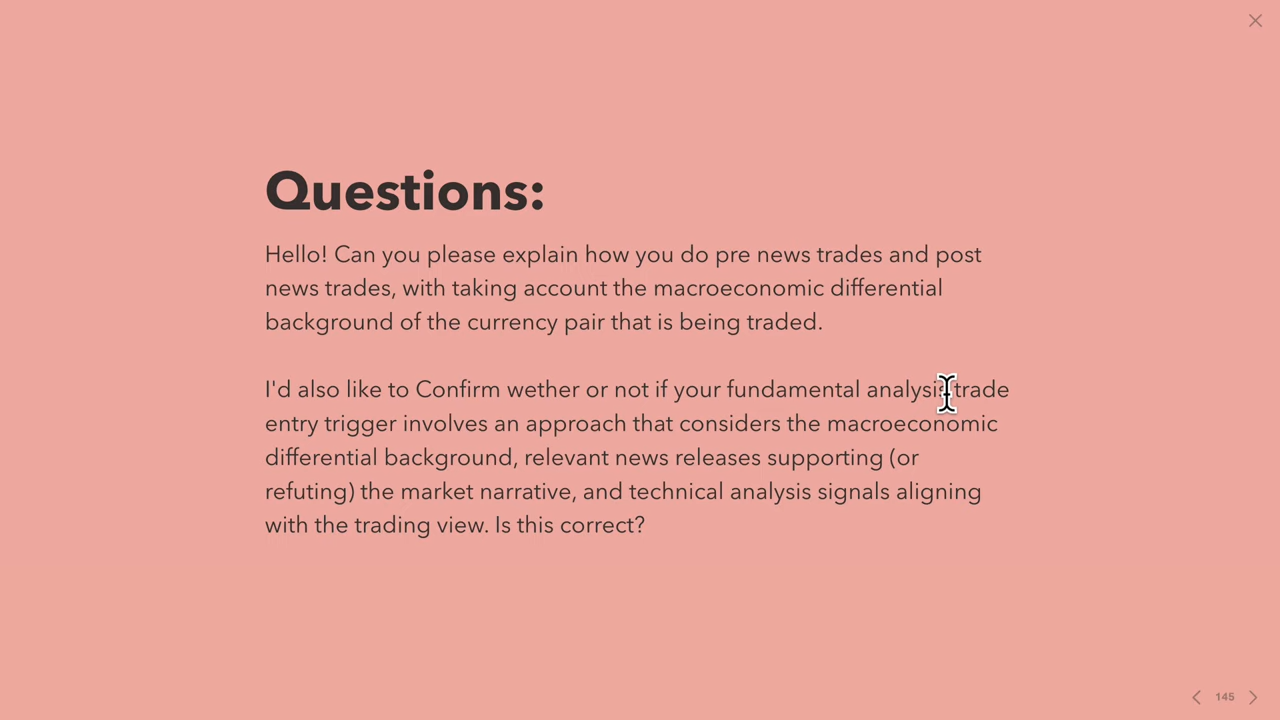 Questions:
Hello! Can you please explain how you do pre news trades and post
news trades, with taking account the macroeconomic differential
background of the currency pair that is being traded.
I'd also like to Confirm wether or not if your fundamental analysis trade
entry trigger involves an approach that considers the macroeconomic
differential background, relevant news releases supporting (or
refuting) the market narrative, and technical analysis signals aligning
with the trading view. Is this correct?
145